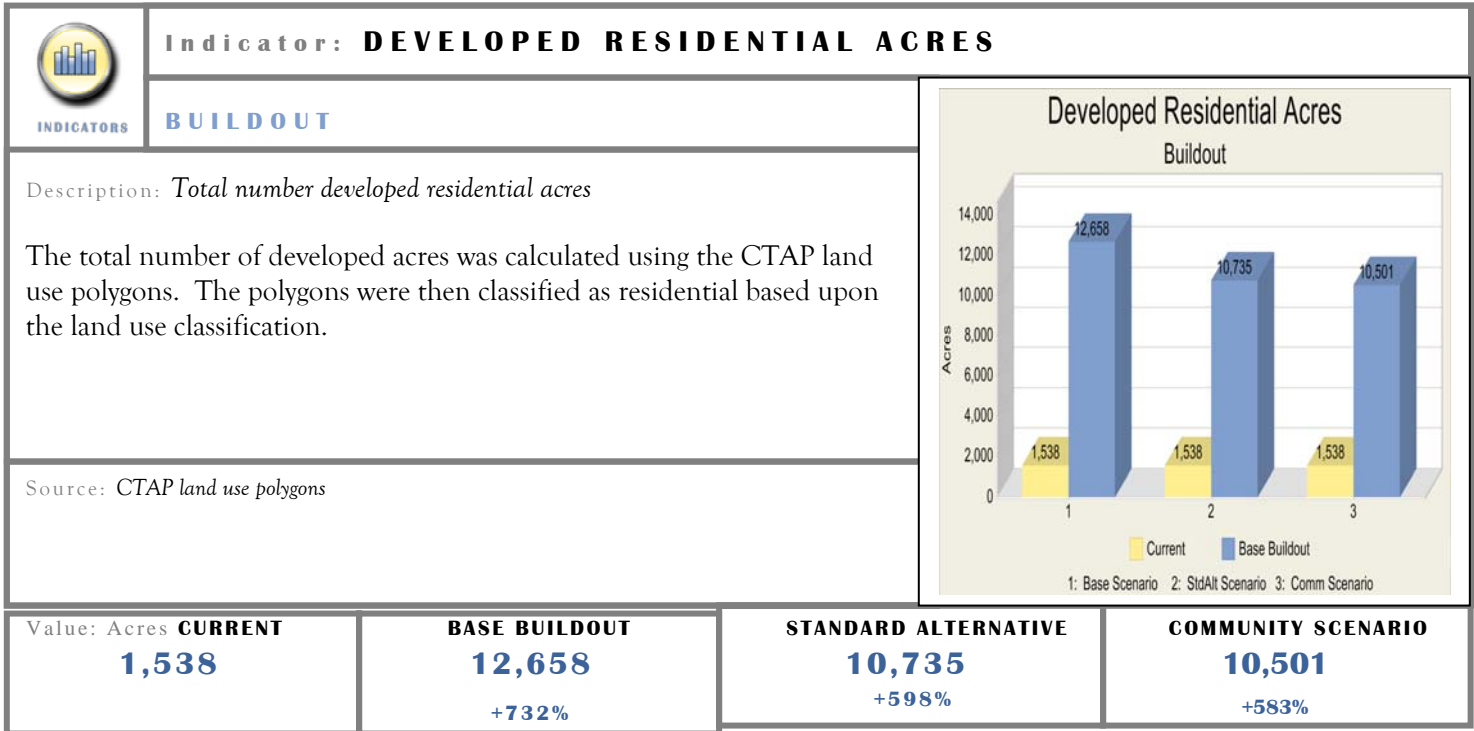 Indicator: DEVELOPED RESIDENTIAL ACRES
INDICATORS
BUILDOUT
Description: Total number developed residential acres
The total number of developed acres was calculated using the CTAP land
use polygons. The polygons were then classified as residential based upon
the land use classification.
Source: CTAP land use polygons
Developed Residential Acres
Buildout
Acres
14,000
12,000
10,000
8,000
6,000
4,000
2,000
0
1,538
12,658
1,538
10,735
1,538
10,501
1 2 3
Current Base Buildout
1: Base Scenario 2: StdAlt Scenario 3: Comm Scenario
Value: Acres CURRENT
1,538
BASE BUILDOUT
12,658
+732%
STANDARD ALTERNATIVE
10,735
+598%
COMMUNITY SCENARIO
10,501
+583%